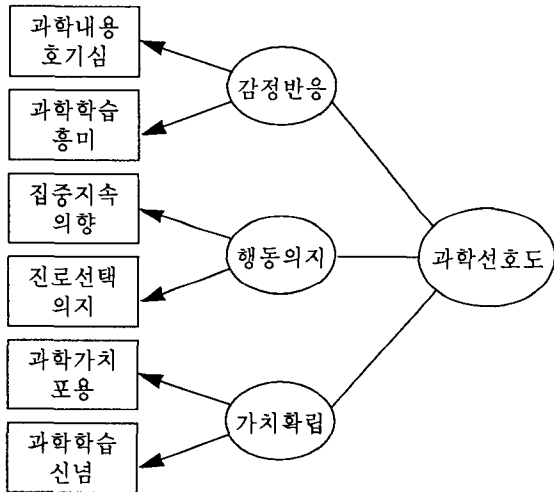 과학내용
호기심
과학학습
흥미
집중지속
의향
진로선택
의지
과학가치
포용
과학학습
신념
감정반응
행동의지
가치확립
과학선호도